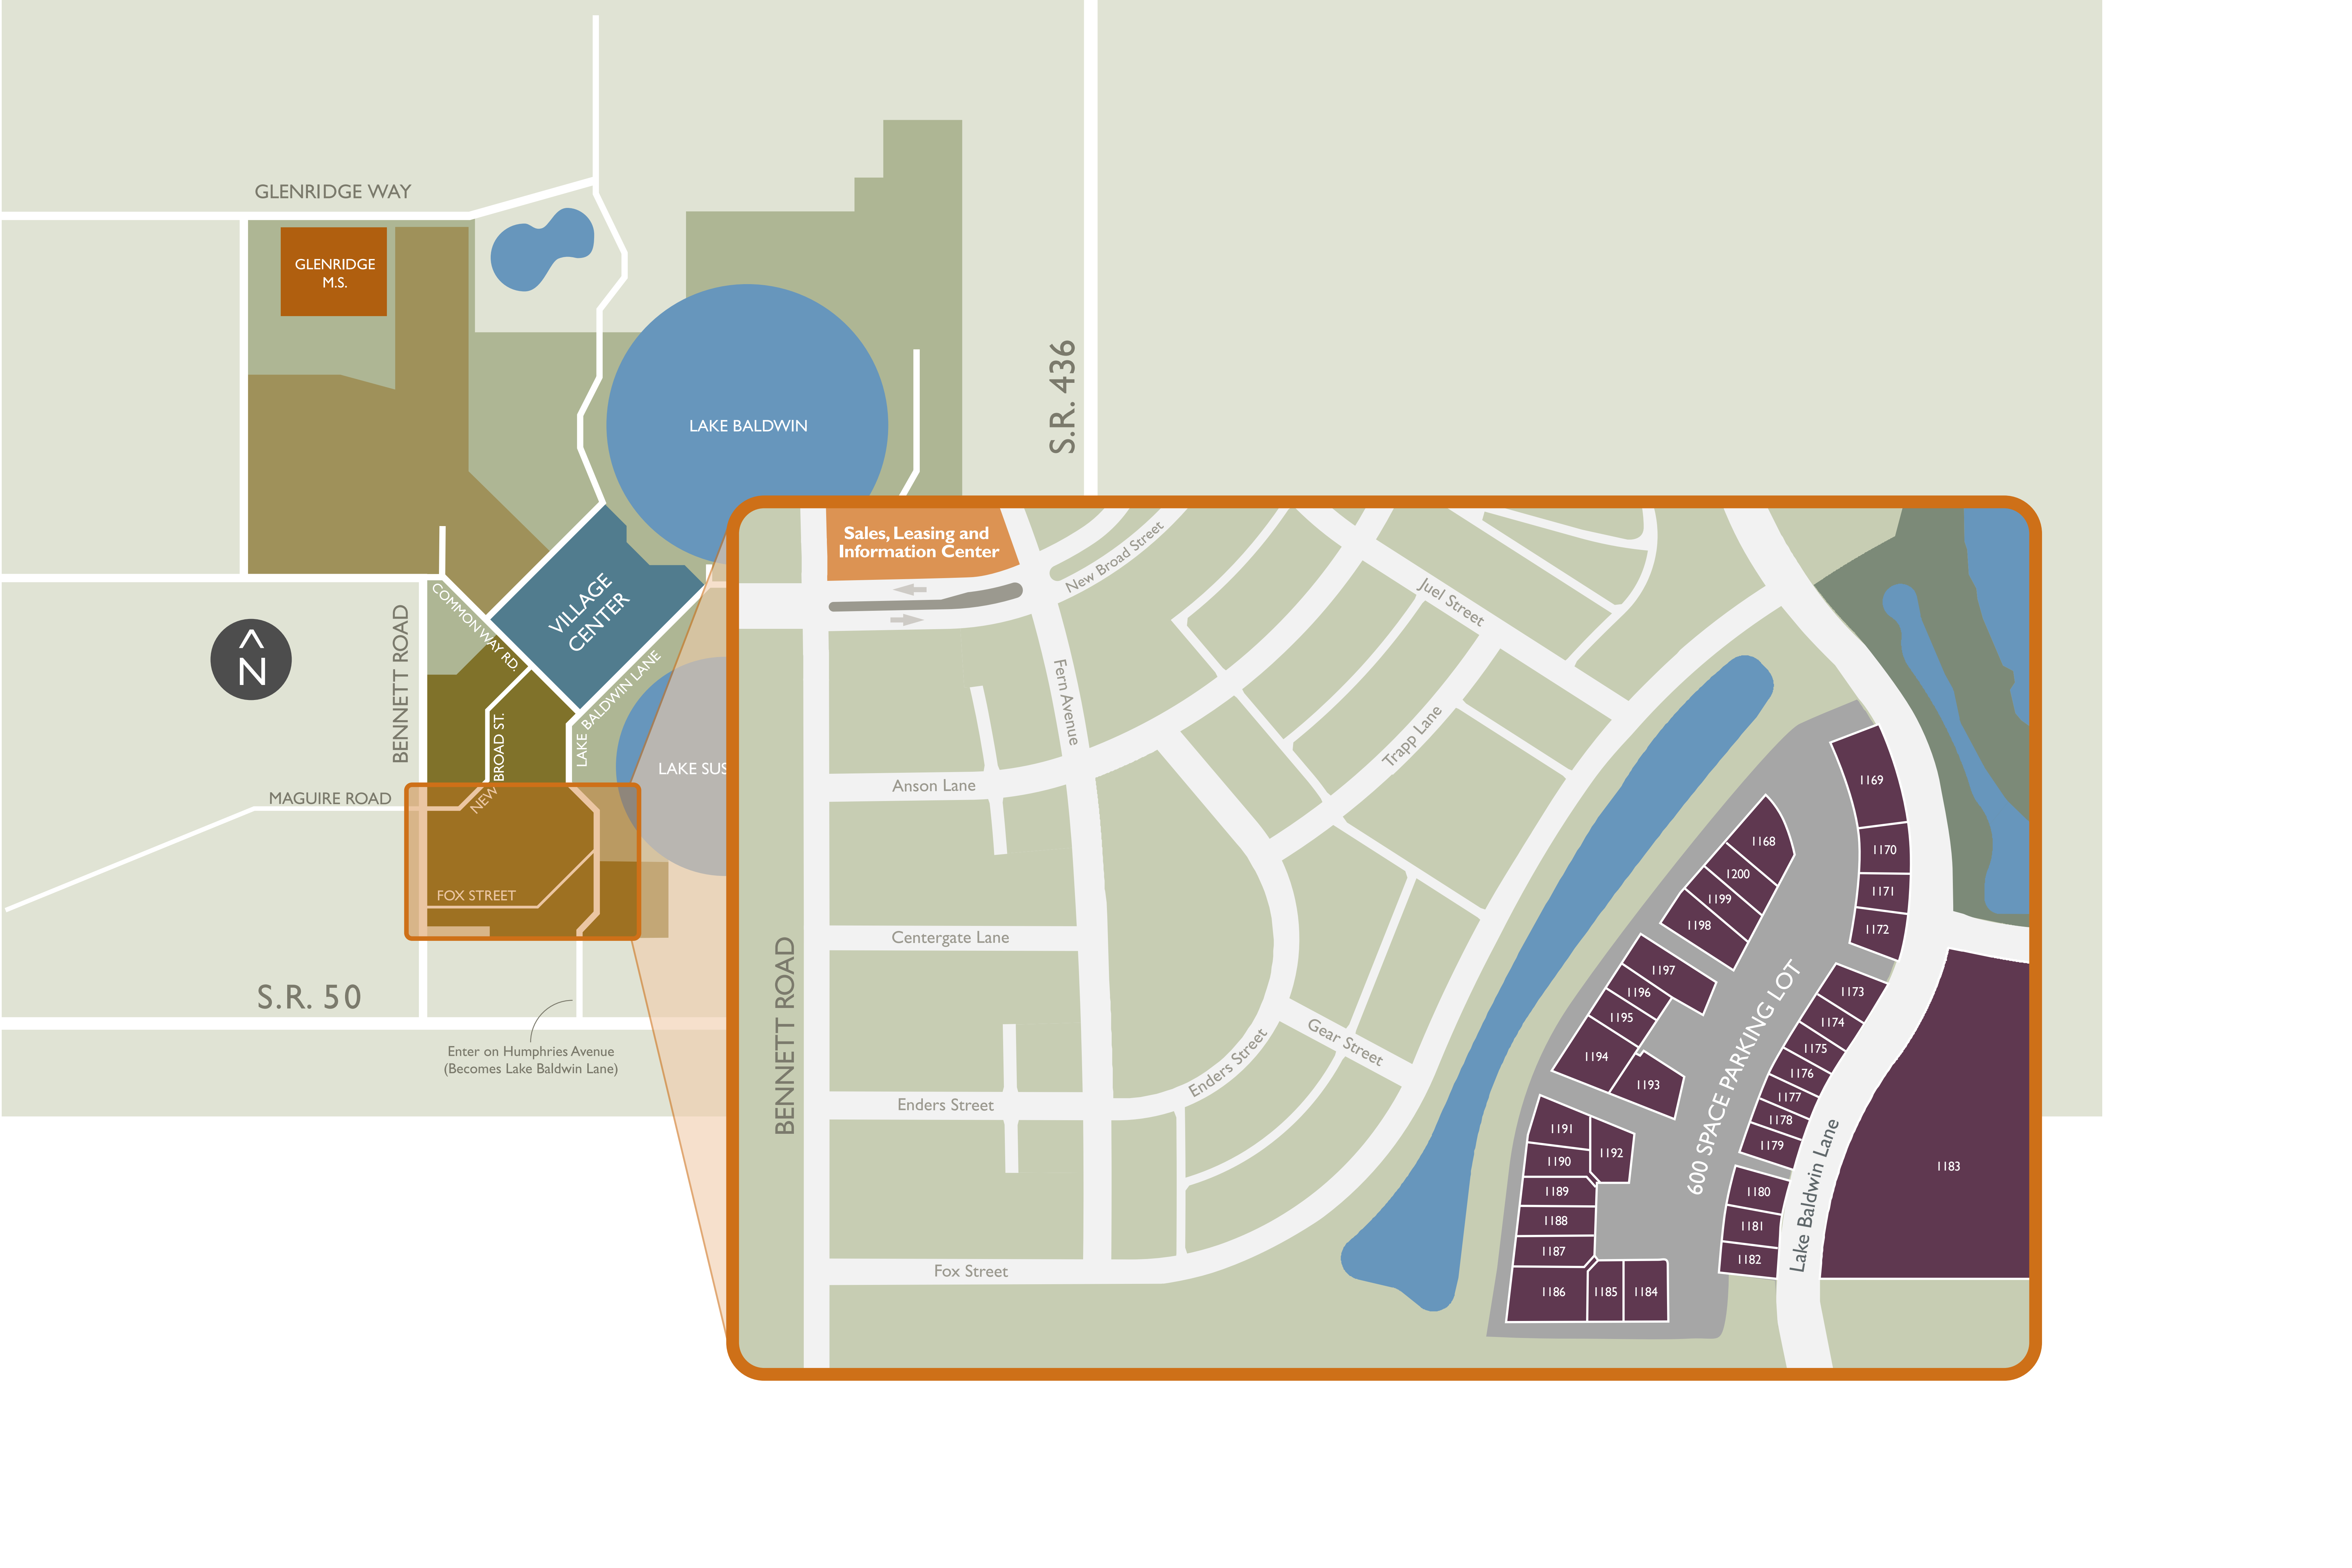 GLENRIDGE WAY
GLENRIDGE
M.S.
S.R. 436
LAKE BALDWIN
VILLAGE
CENTER
COMMON WAY RD.
BENNETT ROAD
N
LAKE BALDWIN LANE
NEW BROAD ST.
LAKE SUS
MAGUIRE ROAD
FOX STREET
S.R. 50
Enter on Humphries Avenue
(Becomes Lake Baldwin Lane)
Sales, Leasing and
Information Center
New Broad Street
Juel Street
Fern Avenue
Trapp Lane
Anson Lane
Centergate Lane
BENNETT ROAD
Gear Street
Enders Street
Enders Street
Fox Street
1169
1168
1170
1200
1171
1199
1198
1172
1197
1196
1195
1194
1193
1173
1174
1175
1176
1177
1178
1179
600 SPACE PARKING LOT
1191
1192
1190
1189
1188
1187
1186
1185
1184
1180
1181
1182
1183
Lake Baldwin Lane